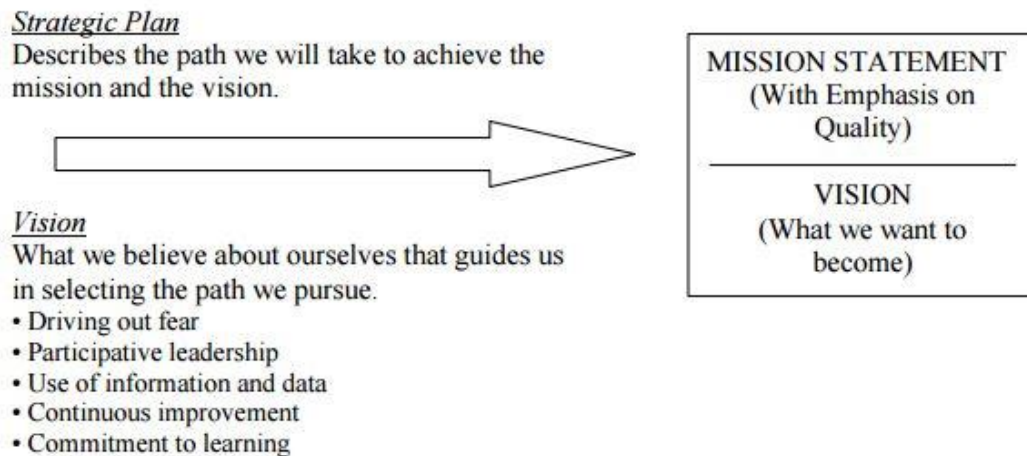 Strategic Plan
Describes the path we will take to achieve the
mission and the vision.
MISSION STATEMENT
(With Emphasis on
Quality)
VISION
(What we want to
become)
Vision
What we believe about ourselves that guides us
in selecting the path we pursue.
• Driving out fear
• Participative leadership
• Use of information and data
• Continuous improvement
• Commitment to learning